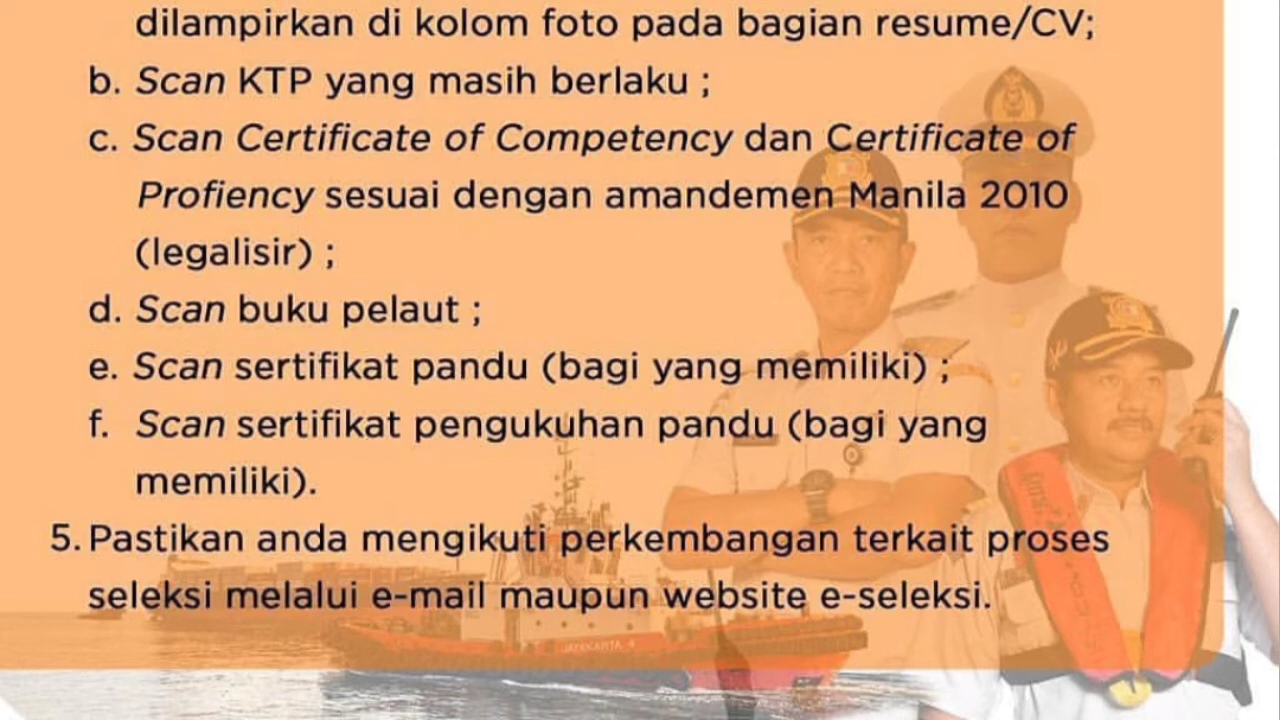 dilampirkan di kolom foto pada bagian resume/CV;
b. Scan KTP yang masih berlaku ;
c. Scan Certificate of Competency dan Certificate of
Profiency sesuai dengan amandemen Manila 2010
(legalisir) ;
d. Scan buku pelaut ;
e. Scan sertifikat pandu (bagi yang memiliki) ;
f. Scan sertifikat pengukuhan pandu (bagi yang
memiliki).
5. Pastikan anda mengikuti perkembangan terkait proses
seleksi melalui e-mail maupun website e-seleksi.